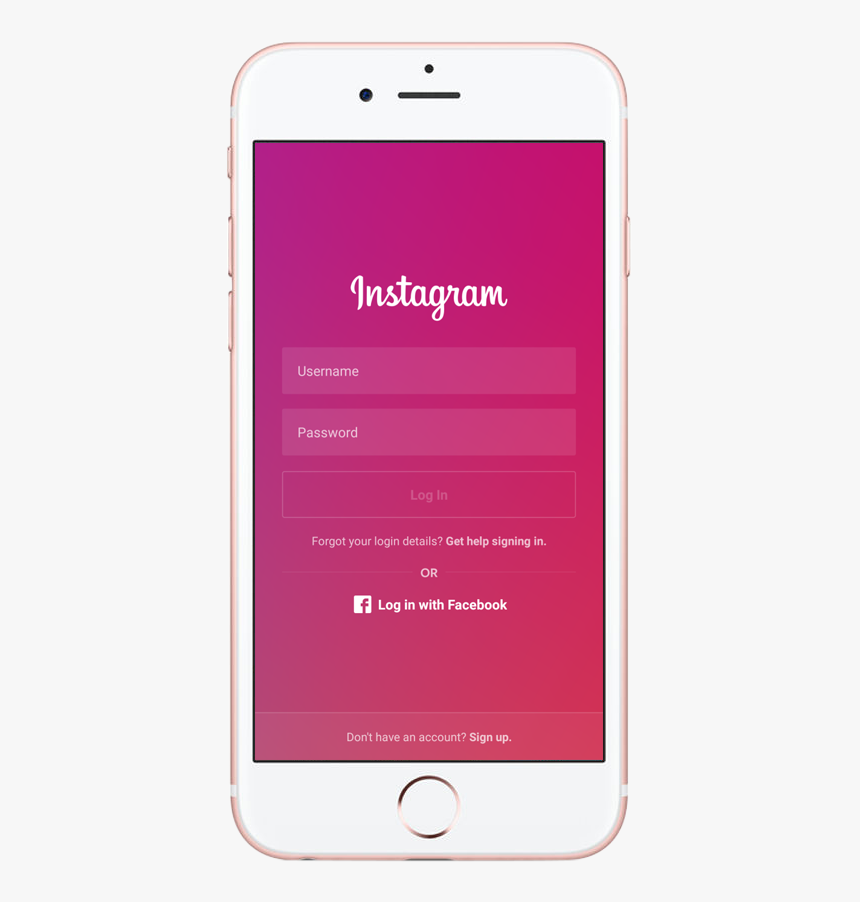 Instagram
Username
Password
Log In
Forgot your login details? Get help signing in.
OR
Log in with Facebook
Don't have an account? Sign up.